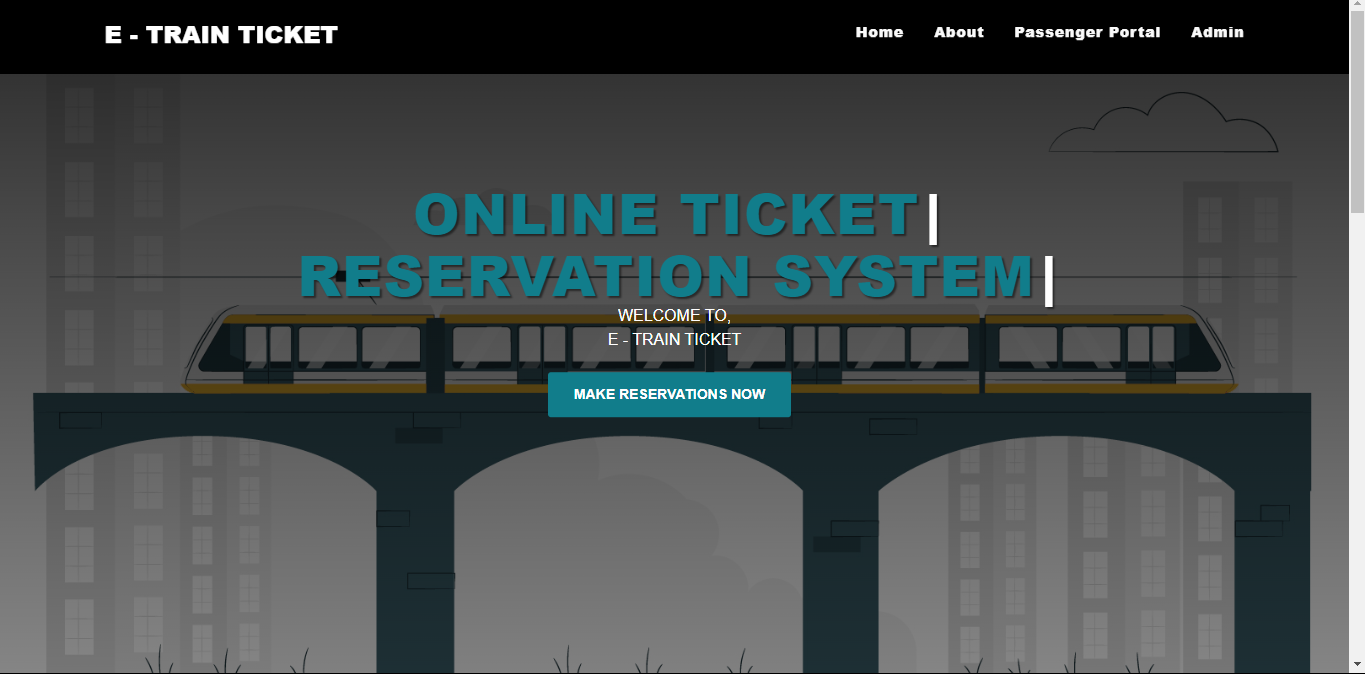 E - TRAIN TICKET
Home About Passenger Portal Admin
ONLINE TICKET|
RESERVATION SYSTEM|
WELCOME TO,
E - TRAIN TICKET
MAKE RESERVATIONS NOW